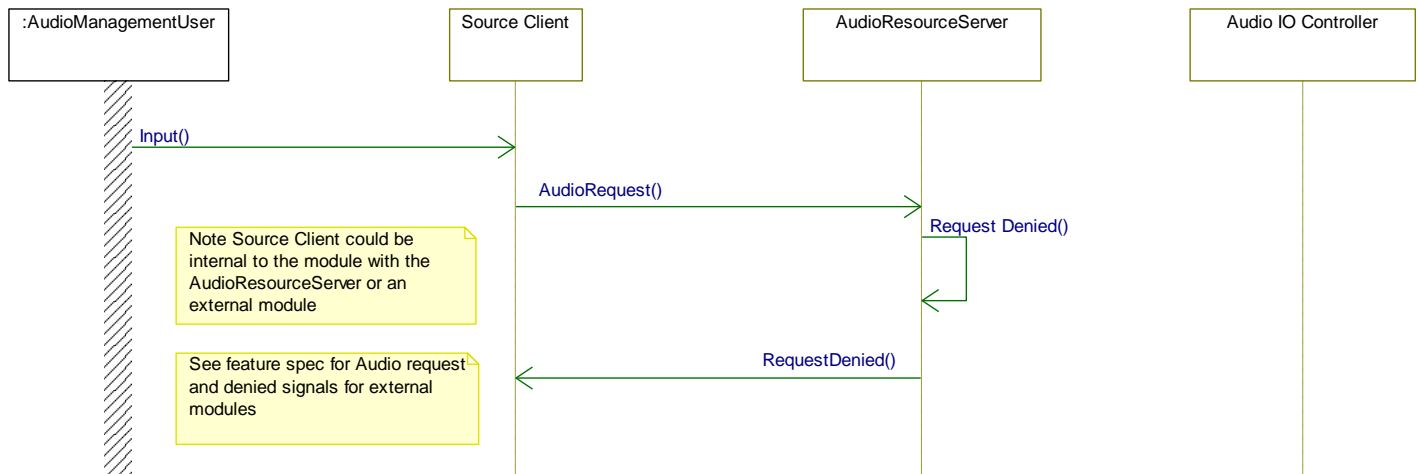 :AudioManagementUser
Source Client
AudioResourceServer
Audio IO Controller
Input()
AudioRequest()
Request Denied()
Note Source Client could be
internal to the module with the
AudioResourceServer or an
external module
RequestDenied()
See feature spec for Audio request
and denied signals for external
modules